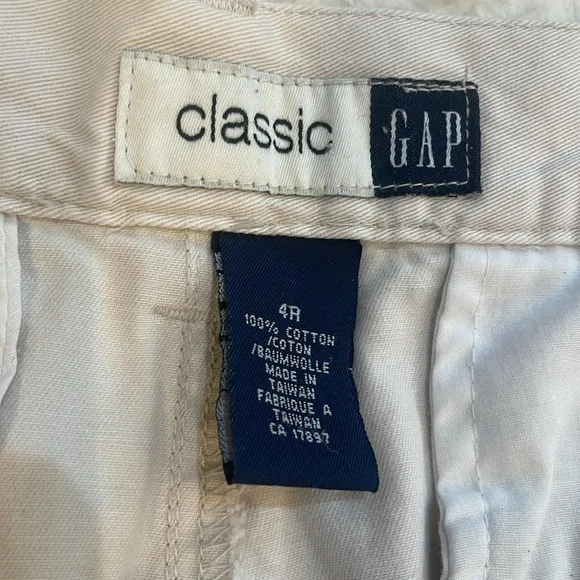 classic GAP
4R
100% COTTON
/COTON
/BAUMWOLLE
MADE IN
TAIWAN
FABRIQUE A
TAIWAN
CA 17897